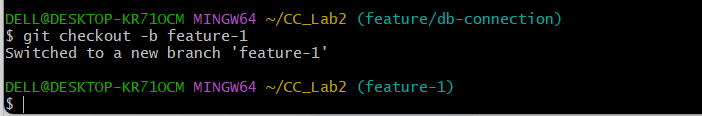 DELL@DESKTOP-KR71OCM MINGW64 ~/CC_Lab2 (feature/db-connection)
$ git checkout -b feature-1
Switched to a new branch 'feature-1'
DELL@DESKTOP-KR71OCM MINGW64 ~/CC_Lab2 (feature-1)
$